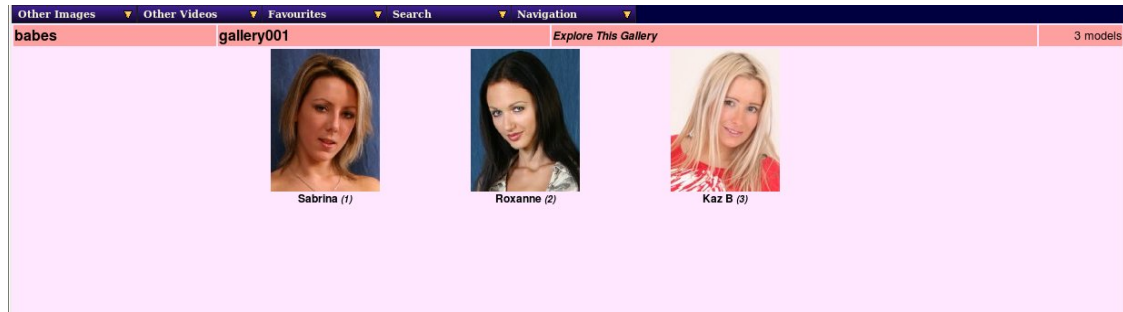 Other Images ▼ Other Videos ▼ Favourites ▼ Search ▼ Navigation ▼
babes gallery001 Explore This Gallery 3 models
Sabrina (1) Roxanne (2) Kaz B (3)